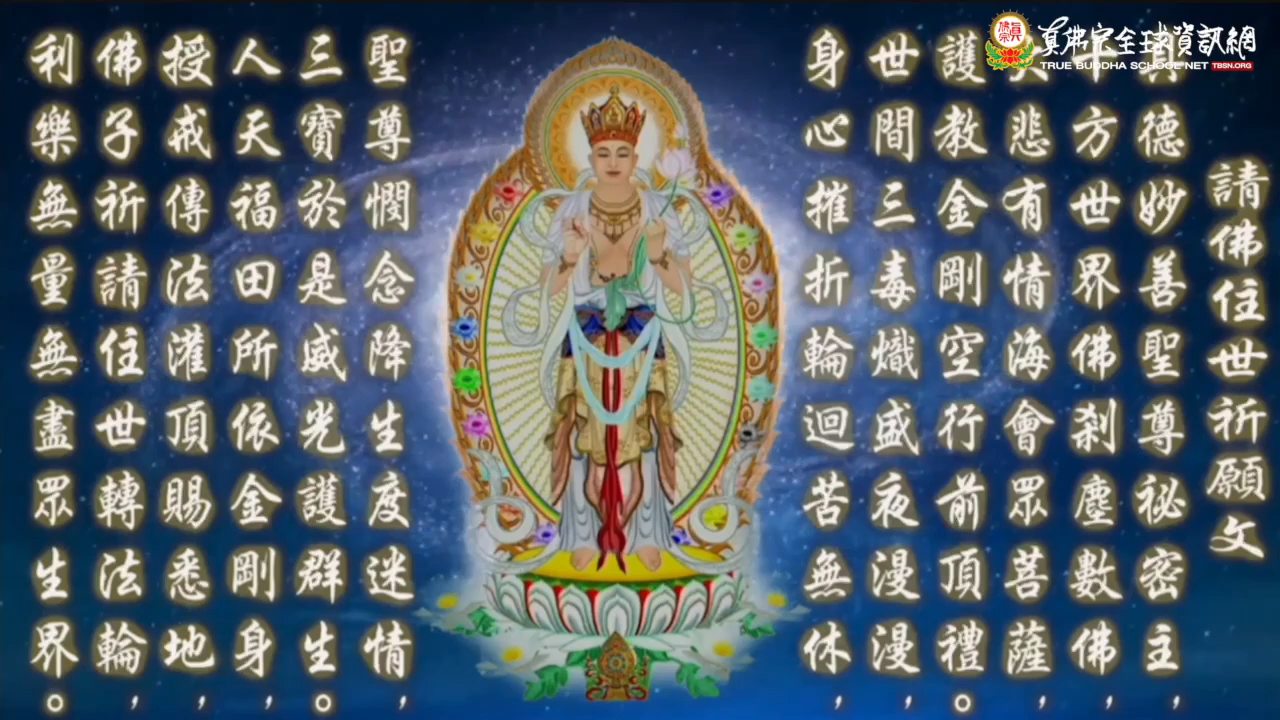 真佛宗全球資訊網
TRUE BUDDHA SCHOOL NET TBSN.ORG
請佛住世祈願文
德妙善聖尊祕密主，
方世界佛剎塵數佛，
悲有情海會眾菩薩，
護教金剛空行前頂禮。
世間三毒熾盛夜漫漫，
身心摧折輪迴苦無休，
聖尊憫念降生度迷情，
三寶於是威光護群生。
人天福田所依金剛身，
授戒傳法灌頂賜悉地，
佛子祈請住世轉法輪，
利樂無量無盡眾生界。